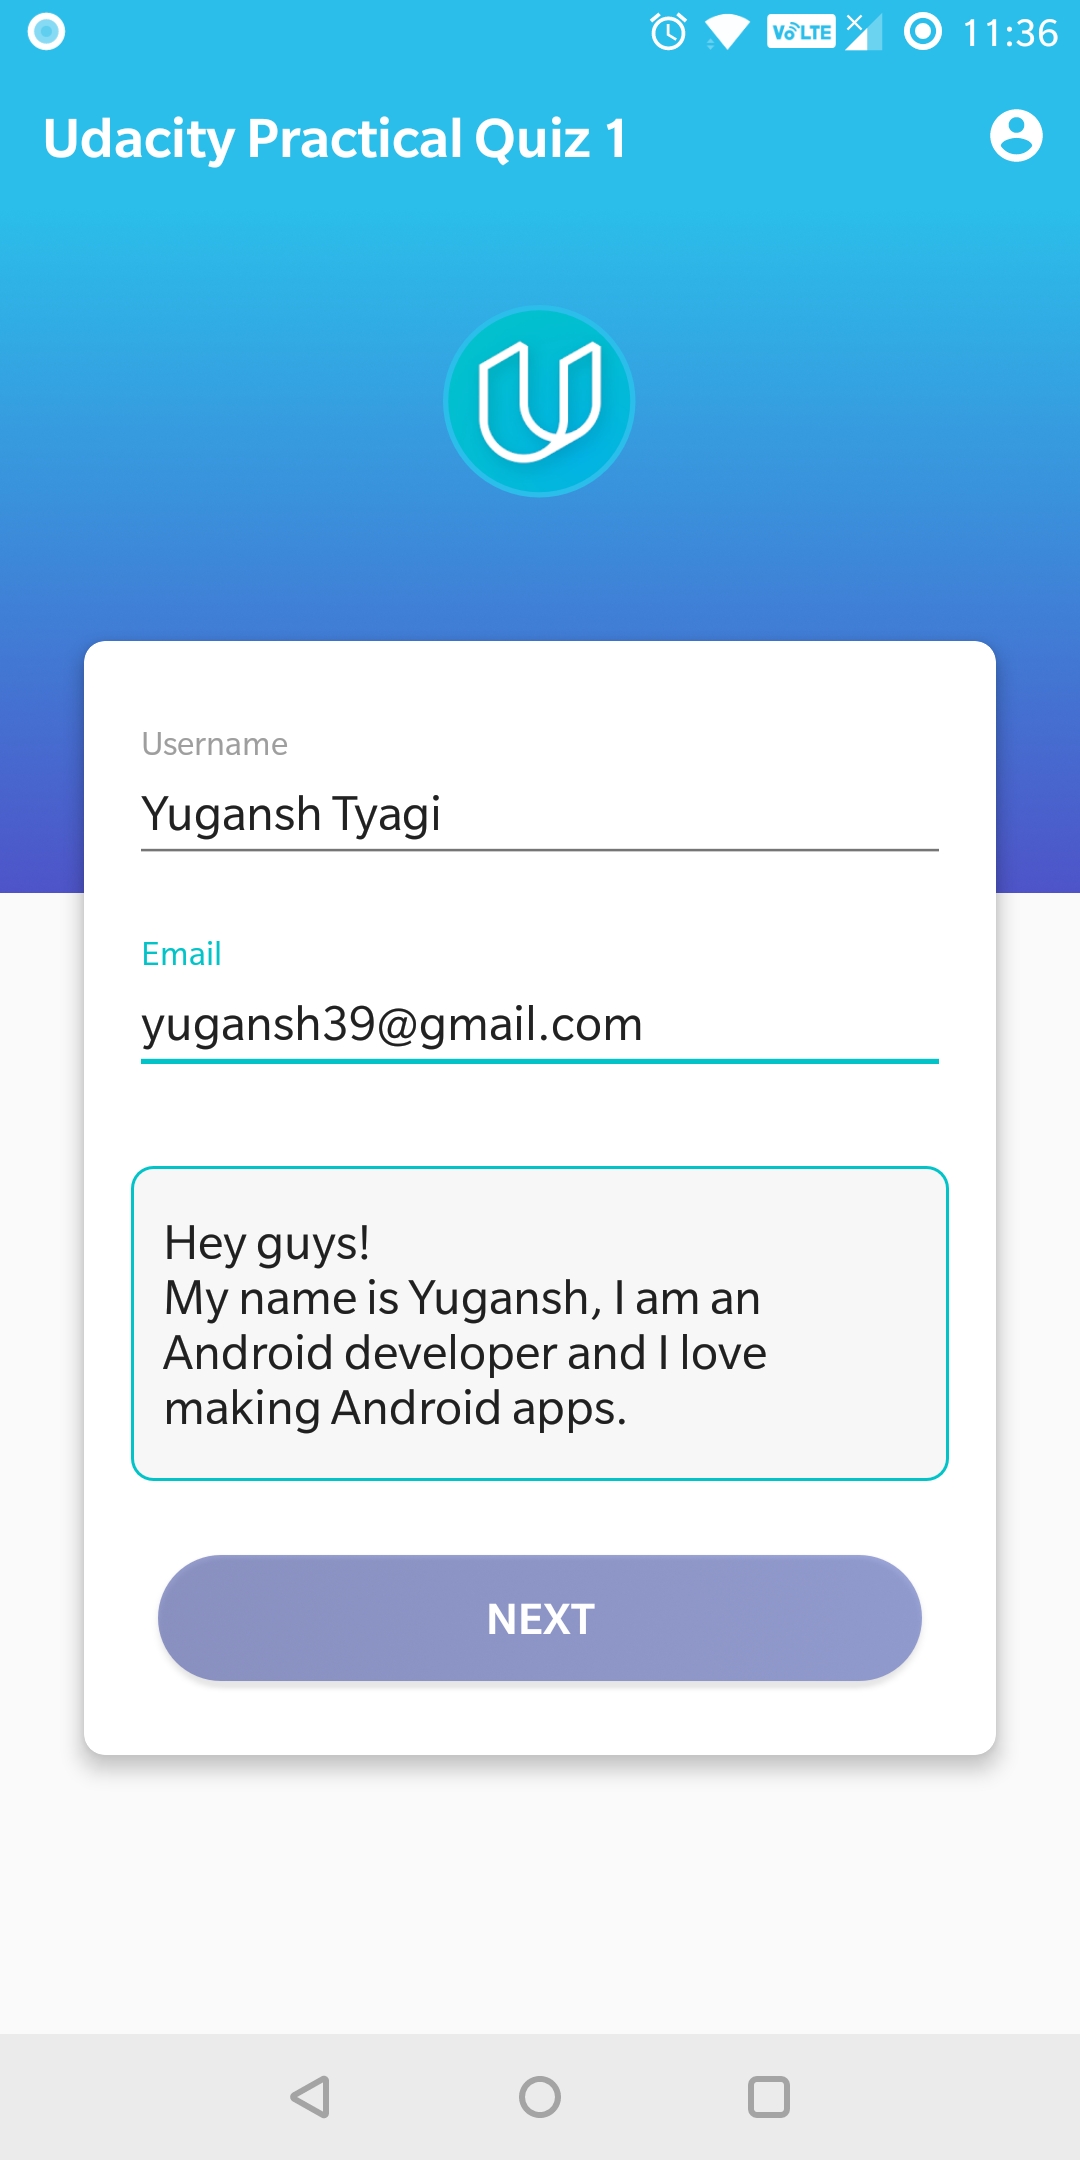 11:36
VoLTE
Udacity Practical Quiz 1
Username
Yugansh Tyagi
Email
yugansh39@gmail.com
Hey guys!
My name is Yugansh, I am an
Android developer and I love
making Android apps.
NEXT